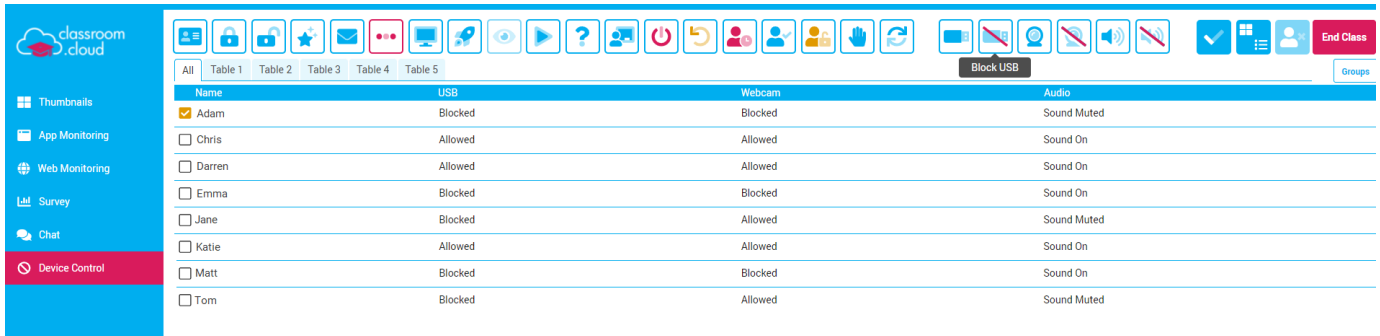 classroom
.cloud
End Class
Block USB
All Table 1 Table 2 Table 3 Table 4 Table 5
Groups
Name USB Webcam Audio
Adam Blocked Blocked Sound Muted
Chris Allowed Allowed Sound On
Darren Allowed Allowed Sound On
Emma Blocked Blocked Sound On
Jane Blocked Allowed Sound Muted
Katie Allowed Allowed Sound On
Matt Blocked Blocked Sound On
Tom Blocked Allowed Sound Muted
Thumbnails
App Monitoring
Web Monitoring
Survey
Chat
Device Control